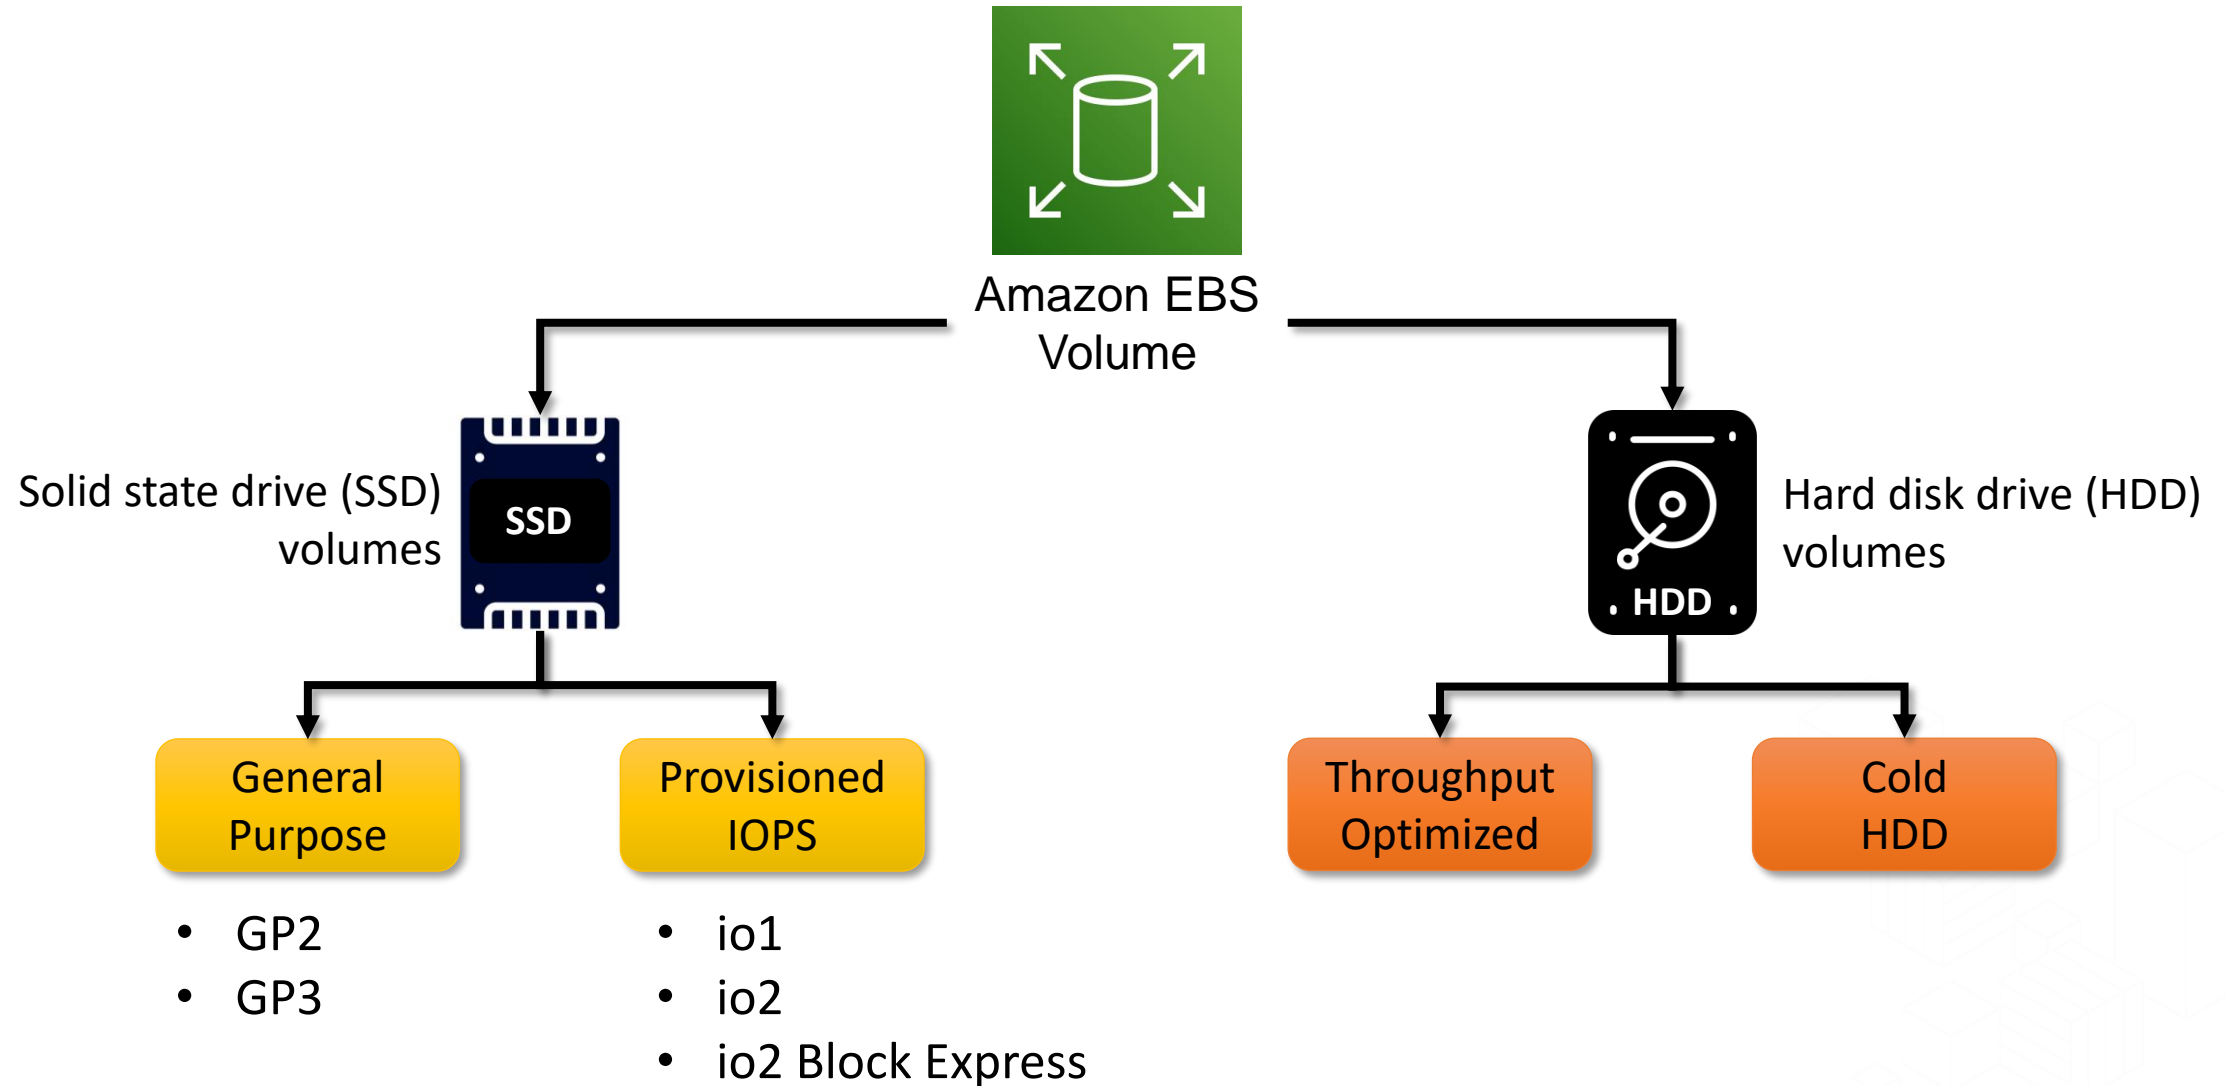 Amazon EBS
Volume
Solid state drive (SSD)
volumes
SSD
HDD
Hard disk drive (HDD)
volumes
General
Purpose
• GP2
• GP3
Provisioned
IOPS
• io1
• io2
• io2 Block Express
Throughput
Optimized
Cold
HDD